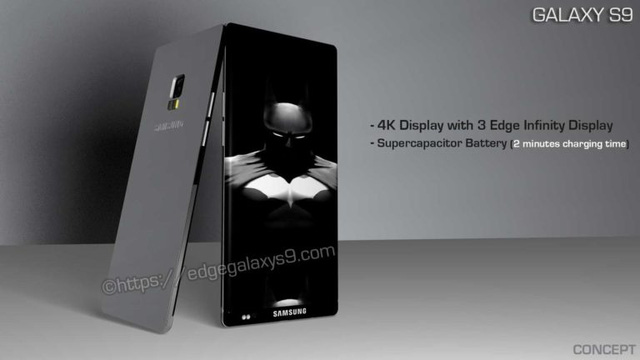 GALAXY S9
- 4K Display with 3 Edge Infinity Display
- Supercapacitor Battery (2 minutes charging time)
SAMSUNG
©https:// edgegalaxys9.com
SAMSUNG
CONCEPT